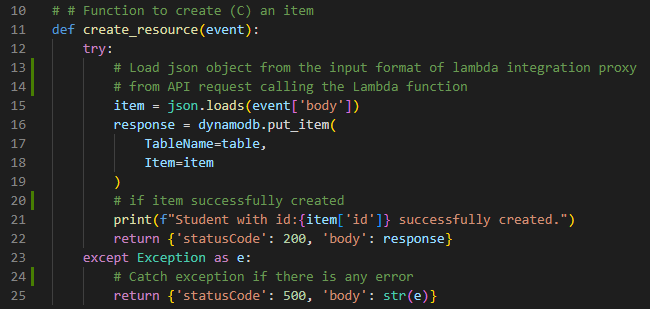 10 # # Function to create (C) an item
11 def create_resource(event):
12     try:
13         # Load json object from the input format of lambda integration proxy
14         # from API request calling the Lambda function
15         item = json.loads(event['body'])
16         response = dynamodb.put_item(
17             TableName=table,
18             Item=item
19         )
20         # if item successfully created
21         print(f"Student with id:{item['id']} successfully created.")
22         return {'statusCode': 200, 'body': response}
23     except Exception as e:
24         # Catch exception if there is any error
25         return {'statusCode': 500, 'body': str(e)}